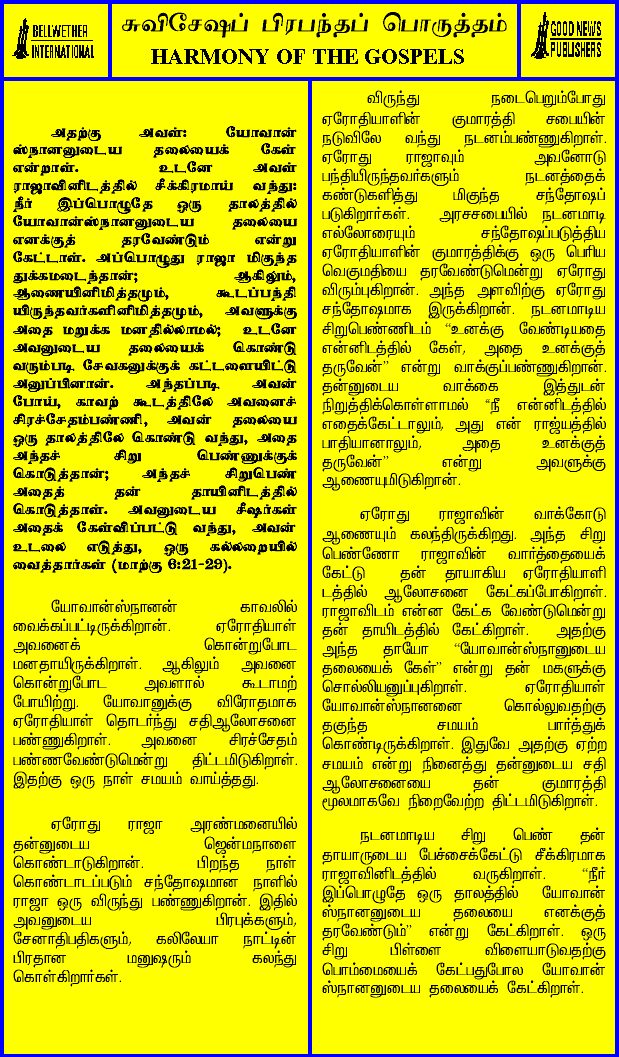 BELLWETHER
INTERNATIONAL
சுவிசேஷப் பிரபந்தப் பொருத்தம்
HARMONY OF THE GOSPELS
GOOD NEWS
PUBLISHERS
அதற்கு அவள்: யோவான்
ஸ்நானனுடைய தலையைக் கேள்
என்றாள். உடனே அவள்
ராஜாவினிடத்தில் சீக்கிரமாய் வந்து:
நீர் இப்பொழுதே ஒரு தாலத்தில்
யோவான்ஸ்நானனுடைய தலையை
எனக்குத் தரவேண்டும் என்று
கேட்டாள். அப்பொழுது ராஜா மிகுந்த
துக்கமடைந்தான்; ஆகிலும்,
ஆணையினிமித்தமும், கூடப்பந்தி
யிருந்தவர்களினிமித்தமும், அவளுக்கு
அதை மறுக்க மனதில்லாமல்; உடனே
அவனுடைய தலையைக் கொண்டு
வரும்படி சேவகனுக்குக் கட்டளையிட்டு
அனுப்பினான். அந்தப்படி அவன்
போய், காவற் கூடத்திலே அவனைச்
சிரச்சேதம்பண்ணி, அவன் தலையை
ஒரு தாலத்திலே கொண்டு வந்து, அதை
அந்தச் சிறு பெண்ணுக்குக்
கொடுத்தான்; அந்தச் சிறுபெண்
அதைத் தன் தாயினிடத்தில்
கொடுத்தாள். அவனுடைய சீஷர்கள்
அதைக் கேள்விப்பட்டு வந்து, அவன்
உடலை எடுத்து, ஒரு கல்லறையில்
வைத்தார்கள் (மாற்கு 6:21-29).
யோவான்ஸ்நானன் காவலில்
வைக்கப்பட்டிருக்கிறான். ஏரோதியாள்
அவனைக் கொன்றுபோட
மனதாயிருக்கிறாள். ஆகிலும் அவனை
கொன்றுபோட அவளால் கூடாமற்
போயிற்று. யோவானுக்கு விரோதமாக
ஏரோதியாள் தொடர்ந்து சதிஆலோசனை
பண்ணுகிறாள். அவனை சிரச்சேதம்
பண்ணவேண்டுமென்று திட்டமிடுகிறாள்.
இதற்கு ஒரு நாள் சமயம் வாய்த்தது.
ஏரோது ராஜா அரண்மனையில்
தன்னுடைய ஜென்மநாளை
கொண்டாடுகிறான். பிறந்த நாள்
கொண்டாடப்படும் சந்தோஷமான நாளில்
ராஜா ஒரு விருந்து பண்ணுகிறான். இதில்
அவனுடைய பிரபுக்களும்,
சேனாதிபதிகளும், கலிலேயா நாட்டின்
பிரதான மனுஷரும் கலந்து
கொள்கிறார்கள்.
விருந்து நடைபெறும்போது
ஏரோதியாளின் குமாரத்தி சபையின்
நடுவிலே வந்து நடனம்பண்ணுகிறாள்.
ஏரோது ராஜாவும் அவனோடு
பந்தியிருந்தவர்களும் நடனத்தைக்
கண்டுகளித்து மிகுந்த சந்தோஷப்
படுகிறார்கள். அரசசபையில் நடனமாடி
எல்லோரையும் சந்தோஷப்படுத்திய
ஏரோதியாளின் குமாரத்திக்கு ஒரு பெரிய
வெகுமதியை தரவேண்டுமென்று ஏரோது
விரும்புகிறான். அந்த அளவிற்கு ஏரோது
சந்தோஷமாக இருக்கிறான். நடனமாடிய
சிறுபெண்ணிடம் “உனக்கு வேண்டியதை
என்னிடத்தில் கேள், அதை உனக்குத்
தருவேன்” என்று வாக்குப்பண்ணுகிறான்.
தன்னுடைய வாக்கை இத்துடன்
நிறுத்திக்கொள்ளாமல் “நீ என்னிடத்தில்
எதைக்கேட்டாலும், அது என் ராஜ்யத்தில்
பாதியானாலும், அதை உனக்குத்
தருவேன்” என்று அவளுக்கு
ஆணையுமிடுகிறான்.
ஏரோது ராஜாவின் வாக்கோடு
ஆணையும் கலந்திருக்கிறது. அந்த சிறு
பெண்ணோ ராஜாவின் வார்த்தையைக்
கேட்டு தன் தாயாகிய ஏரோதியாளி
டத்தில் ஆலோசனை கேட்கப்போகிறாள்.
ராஜாவிடம் என்ன கேட்க வேண்டுமென்று
தன் தாயிடத்தில் கேட்கிறாள். அதற்கு
அந்த தாயோ “யோவான்ஸ்நானுடைய
தலையைக் கேள்” என்று தன் மகளுக்கு
சொல்லியனுப்புகிறாள். ஏரோதியாள்
யோவான்ஸ்நானனை கொல்லுவதற்கு
தகுந்த சமயம் பார்த்துக்
கொண்டிருக்கிறாள். இதுவே அதற்கு ஏற்ற
சமயம் என்று நினைத்து தன்னுடைய சதி
ஆலோசனையை தன் குமாரத்தி
மூலமாகவே நிறைவேற்ற திட்டமிடுகிறாள்.
நடனமாடிய சிறு பெண் தன்
தாயாருடைய பேச்சைக்கேட்டு சீக்கிரமாக
ராஜாவினிடத்தில் வருகிறாள். “நீர்
இப்பொழுதே ஒரு தாலத்தில் யோவான்
ஸ்நானனுடைய தலையை எனக்குத்
தரவேண்டும்” என்று கேட்கிறாள். ஒரு
சிறு பிள்ளை விளையாடுவதற்கு
பொம்மையைக் கேட்பதுபோல யோவான்
ஸ்நானனுடைய தலையைக் கேட்கிறாள்.